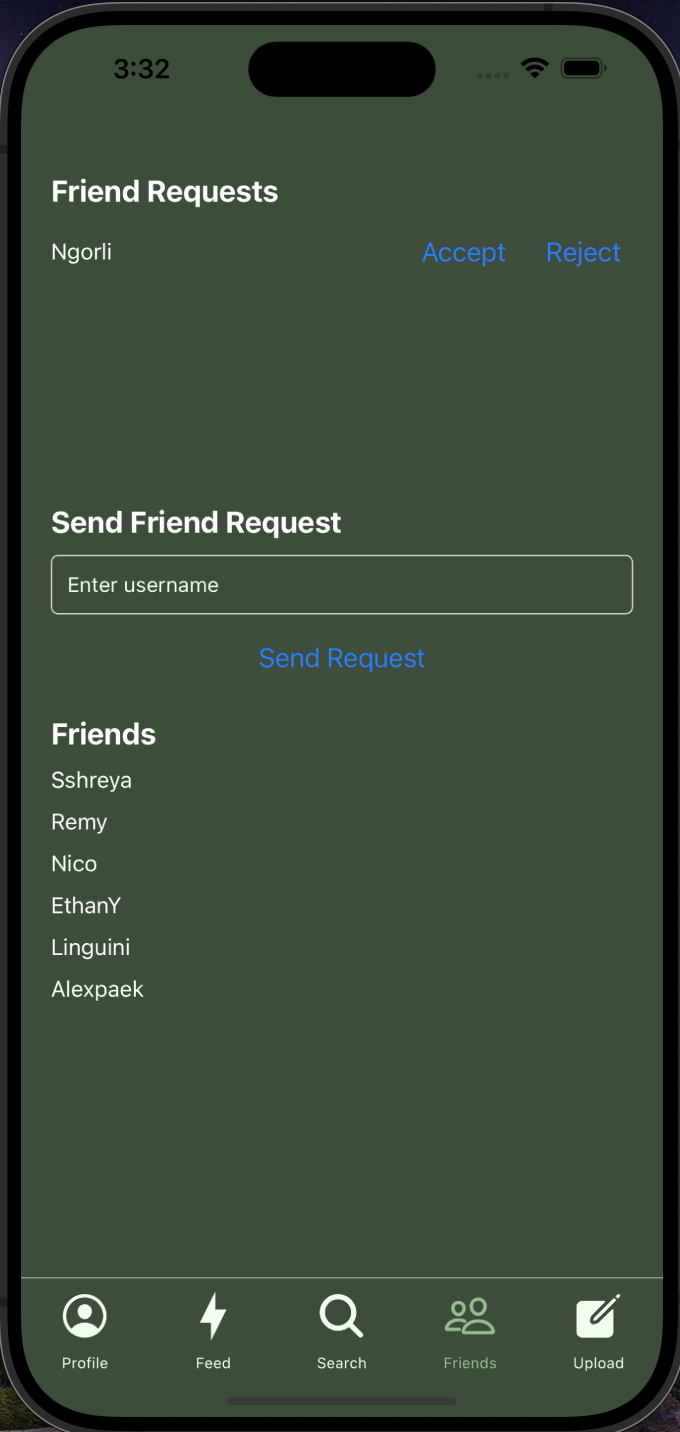 3:32
Friend Requests
Ngorli Accept Reject
Send Friend Request
Enter username
Send Request
Friends
Sshreya
Remy
Nico
EthanY
Linguini
Alexpaek
Profile Feed Search Friends Upload